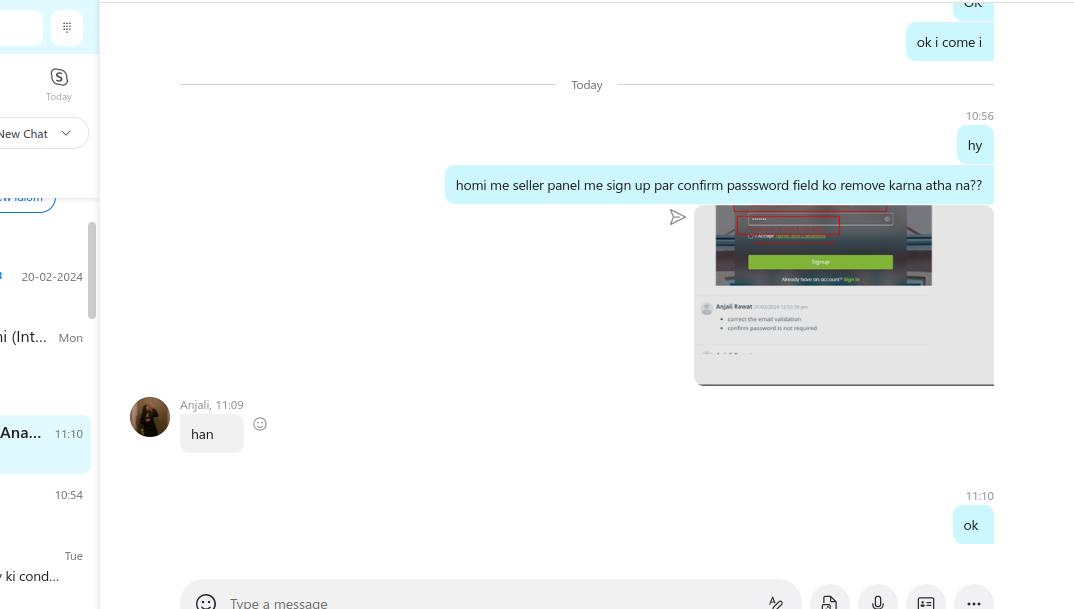 OK
ok i come i
Today
Today
10:56
New Chat
hy
homi me seller panel me sign up par confirm passsword field ko remove karna atha na??
I Accept
Signup
Already have an account? Sign in
20-02-2024
Anjali Rawat
correct the email validation
confirm password is not required
ni (Int... Mon
Anjali, 11:09
Ana... 11:10
han
10:54
11:10
ok
Tue
y ki cond...
Type a message